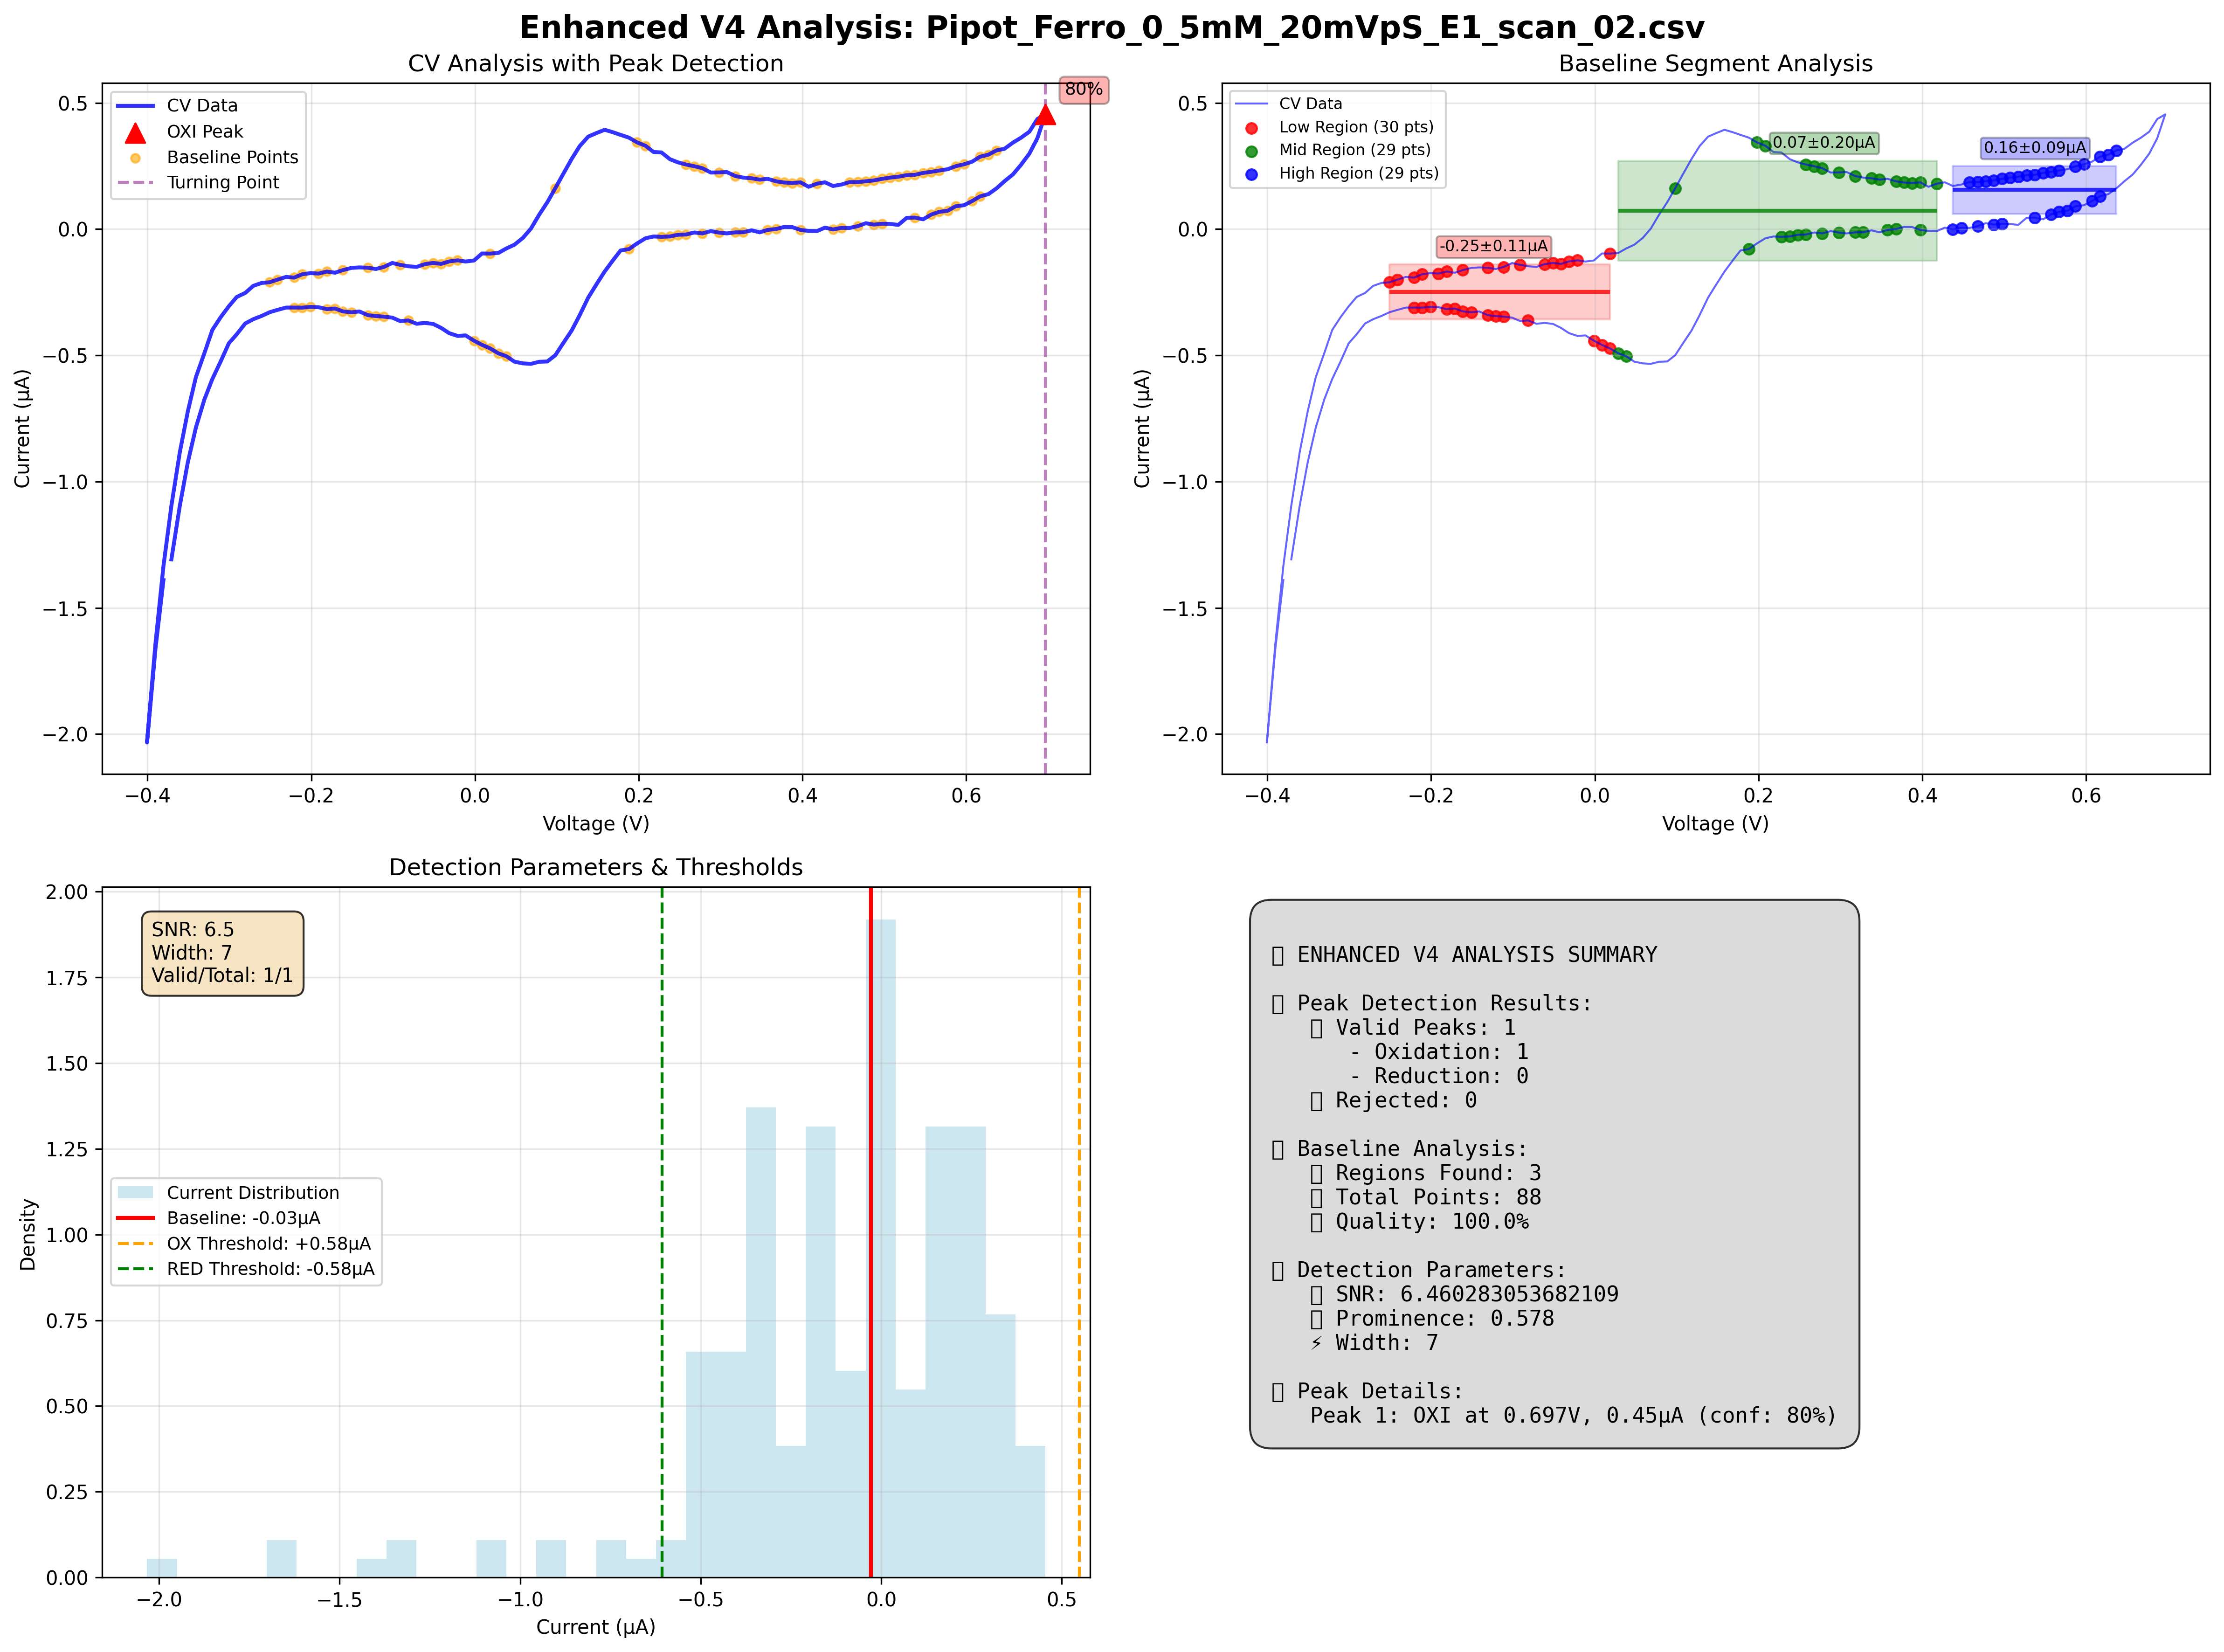 Enhanced V4 Analysis: Pipot_Ferro_0_5mM_20mVpS_E1_scan_02.csv
CV Analysis with Peak Detection
80%
CV Data
OXI Peak
Baseline Points
Turning Point
0.5
0.0
−0.5
−1.0
−1.5
−2.0
Current (μA)
−0.4
−0.2
0.0
0.2
0.4
0.6
Voltage (V)
Baseline Segment Analysis
CV Data
Low Region (30 pts)
Mid Region (29 pts)
High Region (29 pts)
0.07±0.20μA
0.16±0.09μA
-0.25±0.11μA
0.5
0.0
−0.5
−1.0
−1.5
−2.0
Current (μA)
−0.4
−0.2
0.0
0.2
0.4
0.6
Voltage (V)
Detection Parameters & Thresholds
SNR: 6.5
Width: 7
Valid/Total: 1/1
Current Distribution
Baseline: -0.03μA
OX Threshold: +0.58μA
RED Threshold: -0.58μA
2.00
1.75
1.50
1.25
1.00
0.75
0.50
0.25
0.00
Density
−2.0
−1.5
−1.0
−0.5
0.0
0.5
Current (μA)
ENHANCED V4 ANALYSIS SUMMARY
Peak Detection Results:
Valid Peaks: 1
- Oxidation: 1
- Reduction: 0
Rejected: 0
Baseline Analysis:
Regions Found: 3
Total Points: 88
Quality: 100.0%
Detection Parameters:
SNR: 6.460283053682109
Prominence: 0.578
⚡ Width: 7
Peak Details:
Peak 1: OXI at 0.697V, 0.45μA (conf: 80%)